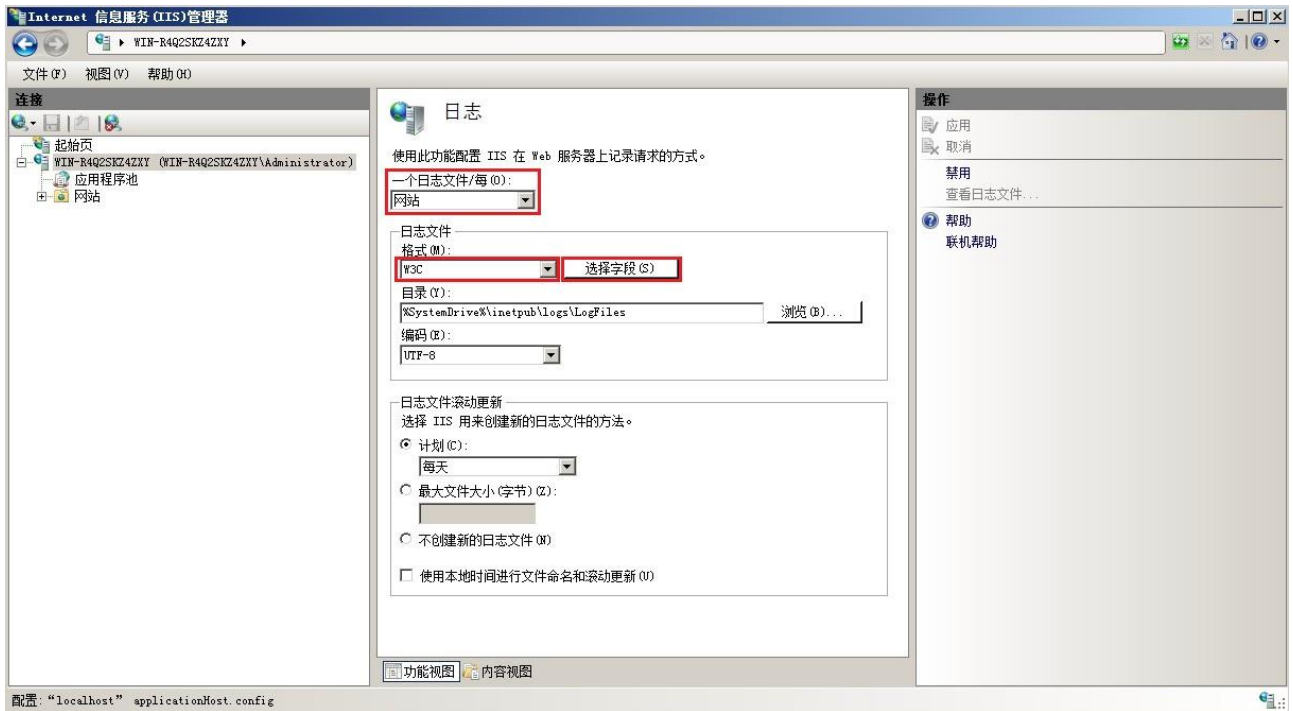 Internet 信息服务(IIS)管理器
WIN-R4Q2SKZ4ZXY
文件(F) 视图(V) 帮助(H)
连接
起始页
WIN-R4Q2SKZ4ZXY (WIN-R4Q2SKZ4ZXY\Administrator)
应用程序池
网站
日志
使用此功能配置 IIS 在 Web 服务器上记录请求的方式。
一个日志文件/每(O):
网站
日志文件
格式(M):
W3C 选择字段(S)
目录(Y):
%SystemDrive%\inetpub\logs\LogFiles 浏览(B)...
编码(E):
UTF-8
日志文件滚动更新
选择 IIS 用来创建新的日志文件的方法。
计划(C):
每天
最大文件大小(字节)(Z):
不创建新的日志文件(N)
使用本地时间进行文件命名和滚动更新(U)
功能视图 内容视图
操作
应用
取消
禁用
查看日志文件...
帮助
联机帮助
配置:“localhost” applicationHost.config